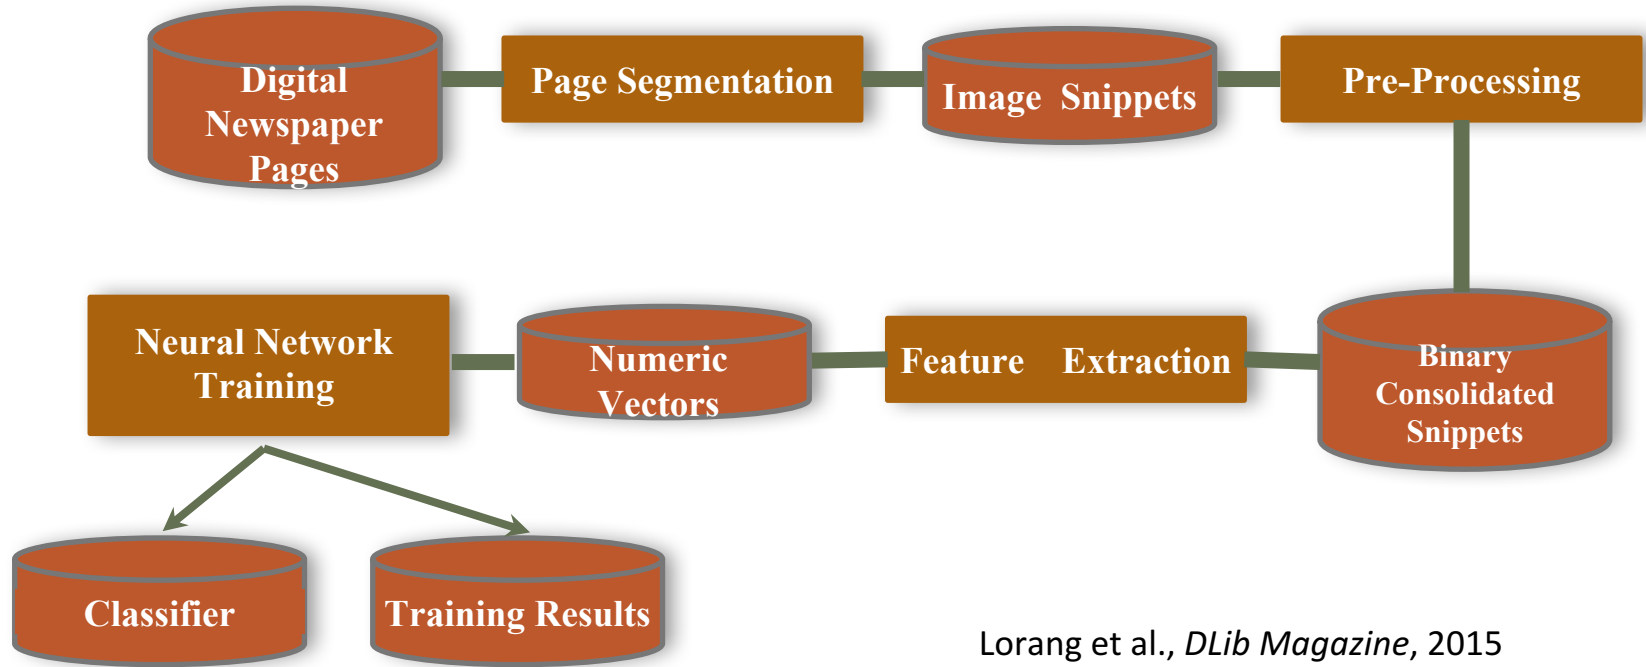 Digital
Newspaper
Pages
Page Segmentation
Image Snippets
Pre-Processing
Neural Network
Training
Numeric
Vectors
Feature Extraction
Binary
Consolidated
Snippets
Classifier
Training Results
Lorang et al., DLib Magazine, 2015